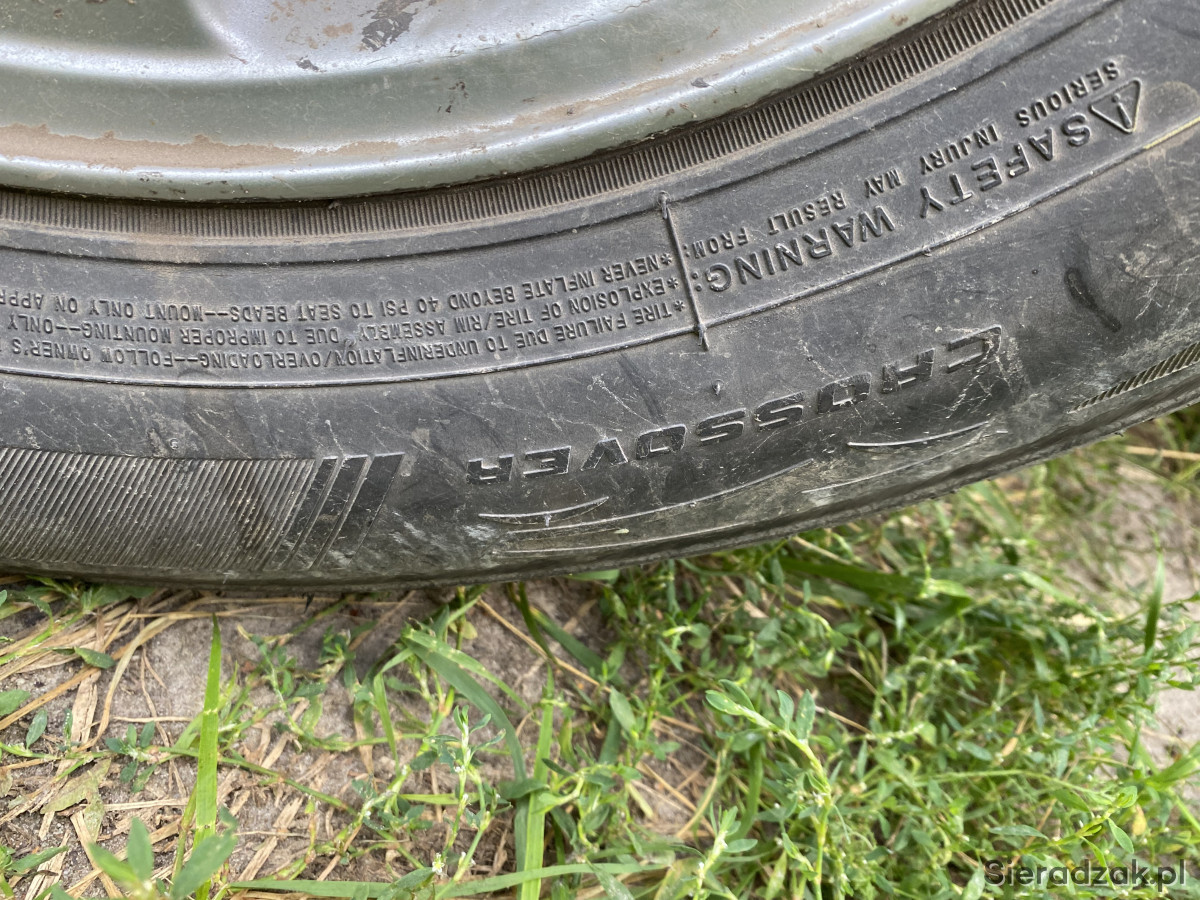 ⚠SAFETY WARNING:
SERIOUS INJURY MAY RESULT FROM:
*TIRE FAILURE DUE TO UNDERINFLATION/OVERLOADING--FOLLOW OWNER'S
*EXPLOSION OF TIRE/RIM ASSEMBLY DUE TO IMPROPER MOUNTING--ONLY
*NEVER INFLATE BEYOND 40 PSI TO SEAT BEADS--MOUNT ONLY ON APPR
CROSSOVER
Sieradzak.pl